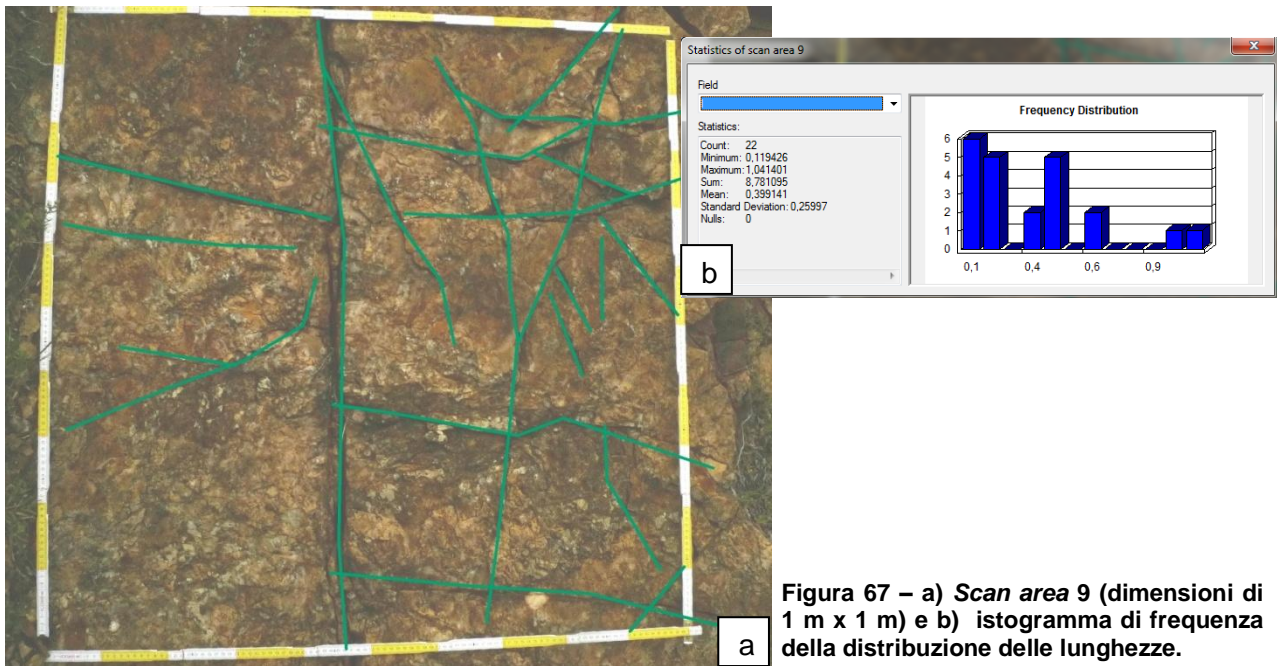 Statistics of scan area 9
x
Field
Statistics:
Count: 22
Minimum: 0,119426
Maximum: 1,041401
Sum: 8,781095
Mean: 0,399141
Standard Deviation: 0,25997
Nulls: 0
Frequency Distribution
6
5
4
3
2
1
0
0,1 0,4 0,6 0,9
b
a
Figura 67 – a) Scan area 9 (dimensioni di
1 m x 1 m) e b) istogramma di frequenza
della distribuzione delle lunghezze.